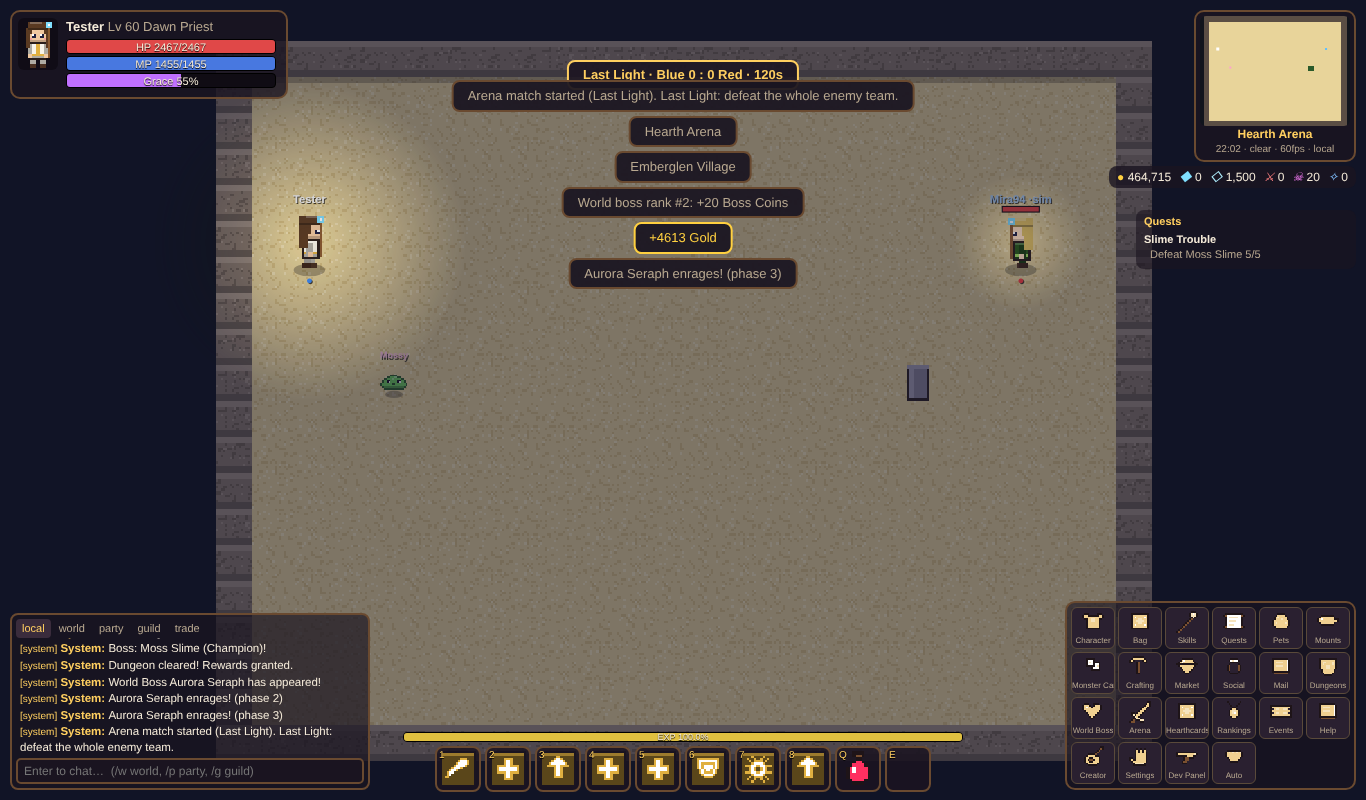 Tester Lv 60 Dawn Priest
HP 2467/2467
MP 1455/1455
Grace 55%
Last Light · Blue 0 : 0 Red · 120s
Arena match started (Last Light). Last Light: defeat the whole enemy team.
Hearth Arena
Emberglen Village
World boss rank #2: +20 Boss Coins
+4613 Gold
Aurora Seraph enrages! (phase 3)
Hearth Arena
22:02 · clear · 60fps · local
464,715 0 1,500 0 20 0
Quests
Slime Trouble
Defeat Moss Slime 5/5
Tester
Mira94 ·sim
Mossy
local world party guild trade
[system] System: Boss: Moss Slime (Champion)!
[system] System: Dungeon cleared! Rewards granted.
[system] System: World Boss Aurora Seraph has appeared!
[system] System: Aurora Seraph enrages! (phase 2)
[system] System: Aurora Seraph enrages! (phase 3)
[system] System: Arena match started (Last Light). Last Light:
defeat the whole enemy team.
Enter to chat… (/w world, /p party, /g guild)
EXP 100.0%
1 2 3 4 5 6 7 8 Q E
Character Bag Skills Quests Pets Mounts
Monster Ca Crafting Market Social Mail Dungeons
World Boss Arena Hearthcards Rankings Events Help
Creator Settings Dev Panel Auto